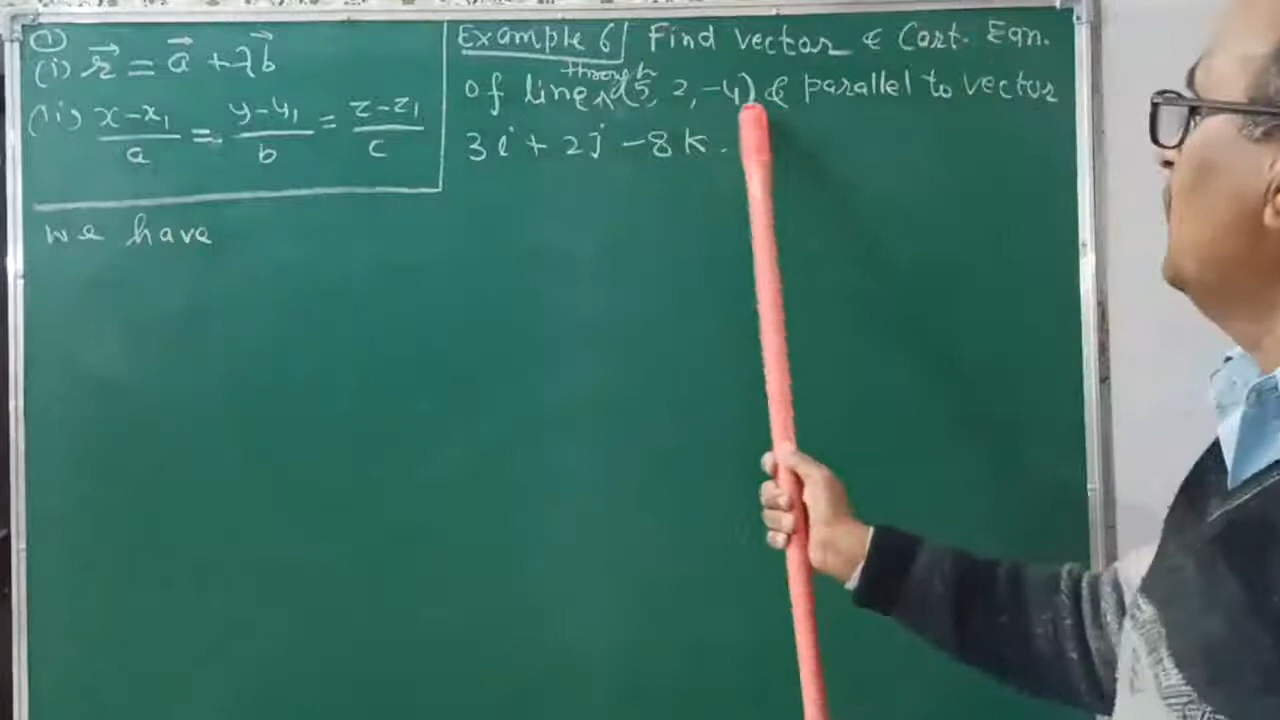 ①
(i) r⃗ = a⃗ + λb⃗
(ii) x-x₁/a = y-y₁/b = z-z₁/c
Example 6 Find vector & Cart. Eqn.
of line through (5, 2, -4) & parallel to vector
3i + 2j - 8k.
we have